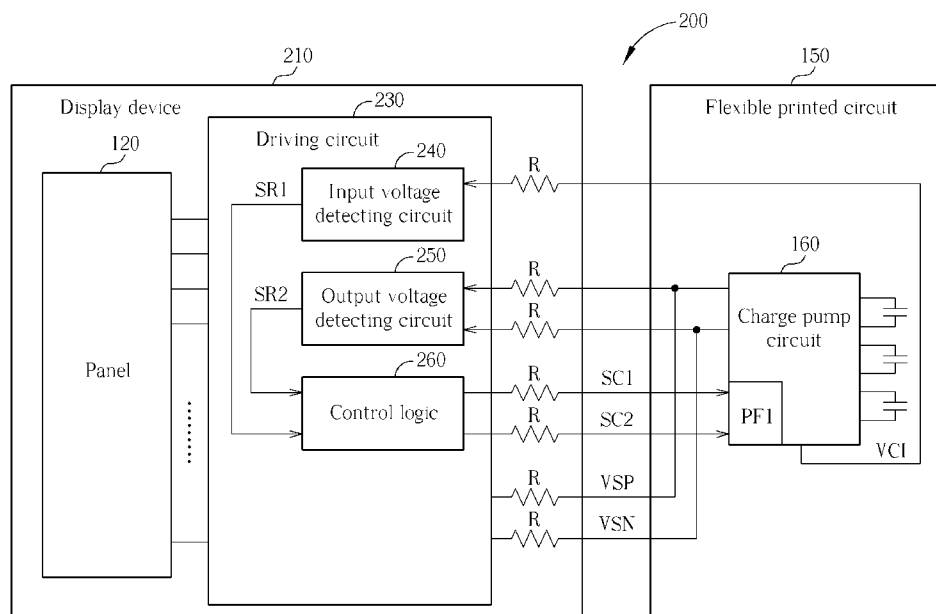 200
210
150
Display device
230
Flexible printed circuit
120
Driving circuit
240
R
SR1
Input voltage
detecting circuit
250
R
160
SR2
Output voltage
detecting circuit
R
Charge pump
circuit
260
Panel
Control logic
R
SC1
PF1
R
SC2
VCI
R
VSP
R
VSN